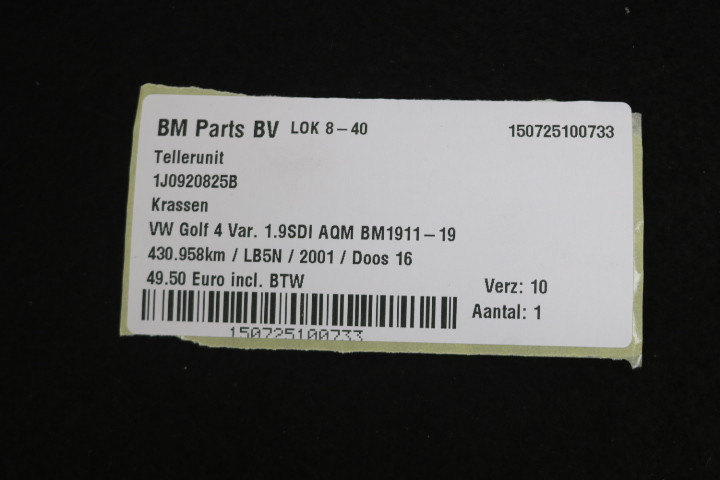 BM Parts BV LOK 8-40 150725100733
Tellerunit
1J0920825B
Krassen
VW Golf 4 Var. 1.9SDI AQM BM1911-19
430.958km / LB5N / 2001 / Doos 16
49.50 Euro incl. BTW Verz: 10
Aantal: 1
150725100733